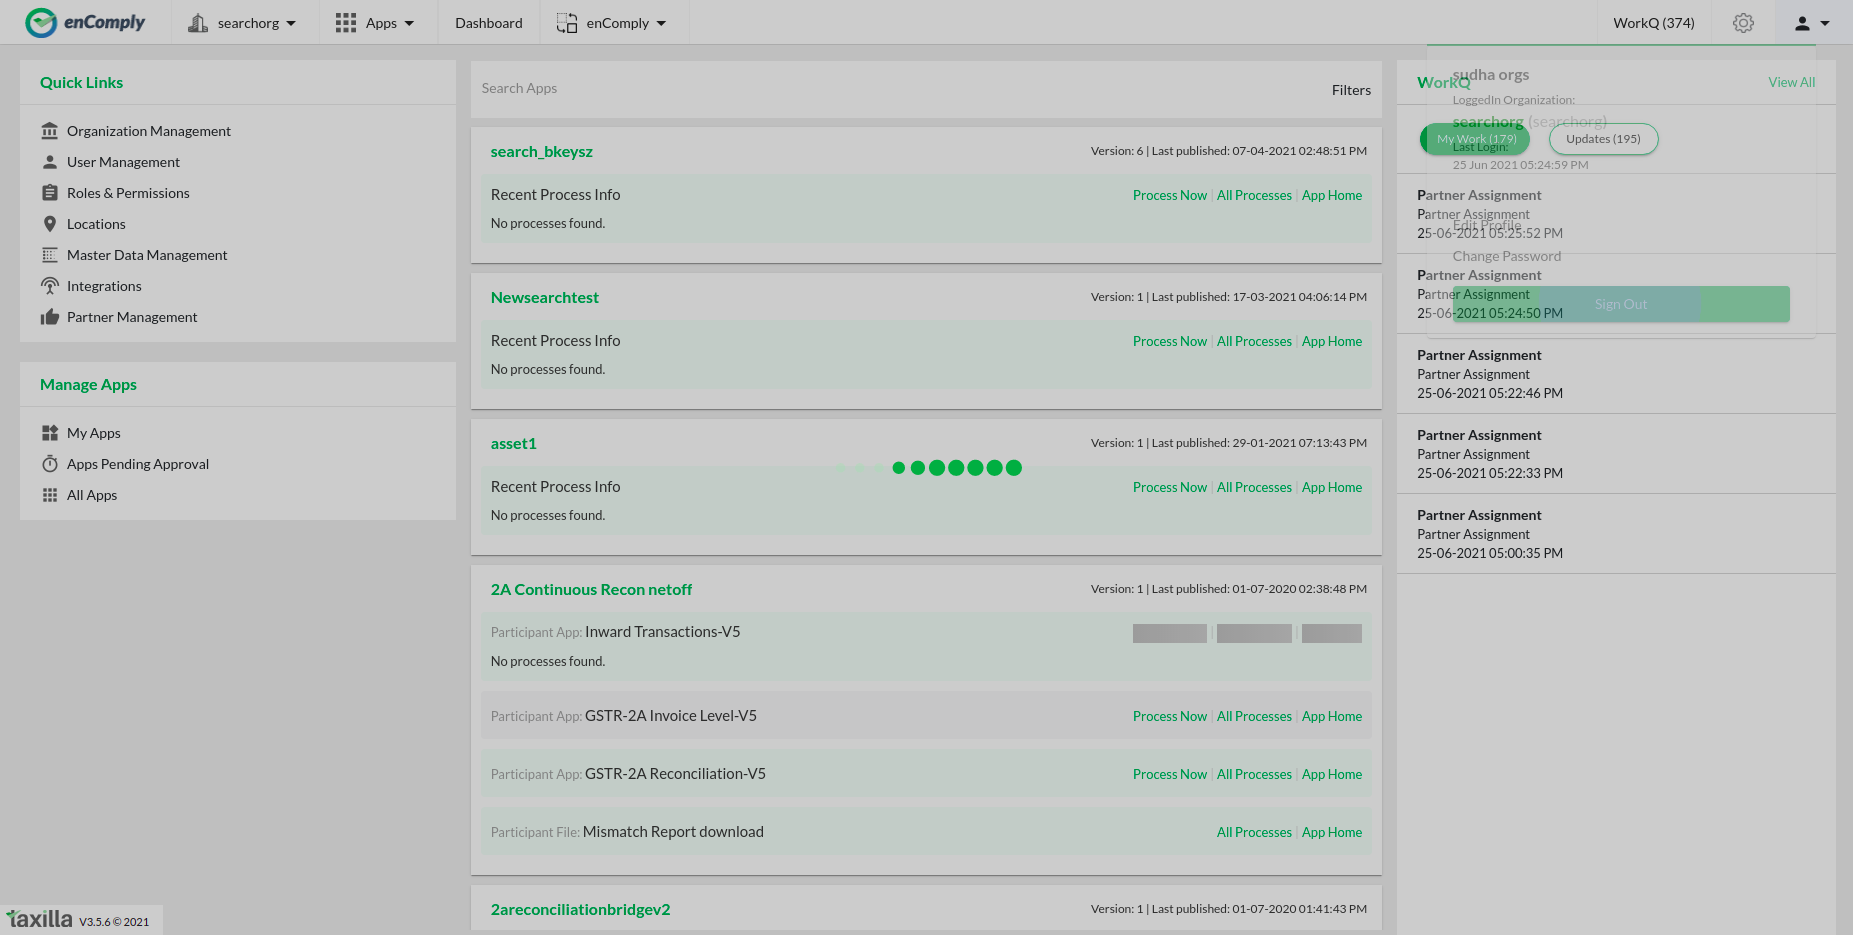 enComply
searchorg
Apps
Dashboard
enComply
WorkQ (374)
Quick Links
Organization Management
User Management
Roles & Permissions
Locations
Master Data Management
Integrations
Partner Management
Manage Apps
My Apps
Apps Pending Approval
All Apps
Search Apps
Filters
search_bkeysz
Version: 6 | Last published: 07-04-2021 02:48:51 PM
Recent Process Info
Process Now | All Processes | App Home
No processes found.
Newsearchtest
Version: 1 | Last published: 17-03-2021 04:06:14 PM
Recent Process Info
Process Now | All Processes | App Home
No processes found.
asset1
Version: 1 | Last published: 29-01-2021 07:13:43 PM
Recent Process Info
Process Now | All Processes | App Home
No processes found.
2A Continuous Recon netoff
Version: 1 | Last published: 01-07-2020 02:38:48 PM
Participant App: Inward Transactions-V5
No processes found.
Participant App: GSTR-2A Invoice Level-V5
Process Now | All Processes | App Home
Participant App: GSTR-2A Reconciliation-V5
Process Now | All Processes | App Home
Participant File: Mismatch Report download
All Processes | App Home
2areconciliationbridgev2
Version: 1 | Last published: 01-07-2020 01:41:43 PM
WorkQ
View All
My Work (179)
Updates (195)
Partner Assignment
Partner Assignment
25-06-2021 05:25:52 PM
Partner Assignment
Partner Assignment
25-06-2021 05:24:50 PM
Partner Assignment
Partner Assignment
25-06-2021 05:22:46 PM
Partner Assignment
Partner Assignment
25-06-2021 05:22:33 PM
Partner Assignment
Partner Assignment
25-06-2021 05:00:35 PM
sudha orgs
LoggedIn Organization:
searchorg (searchorg)
Last Login:
25 Jun 2021 05:24:59 PM
Edit Profile
Change Password
Sign Out
taxilla V3.5.6 © 2021